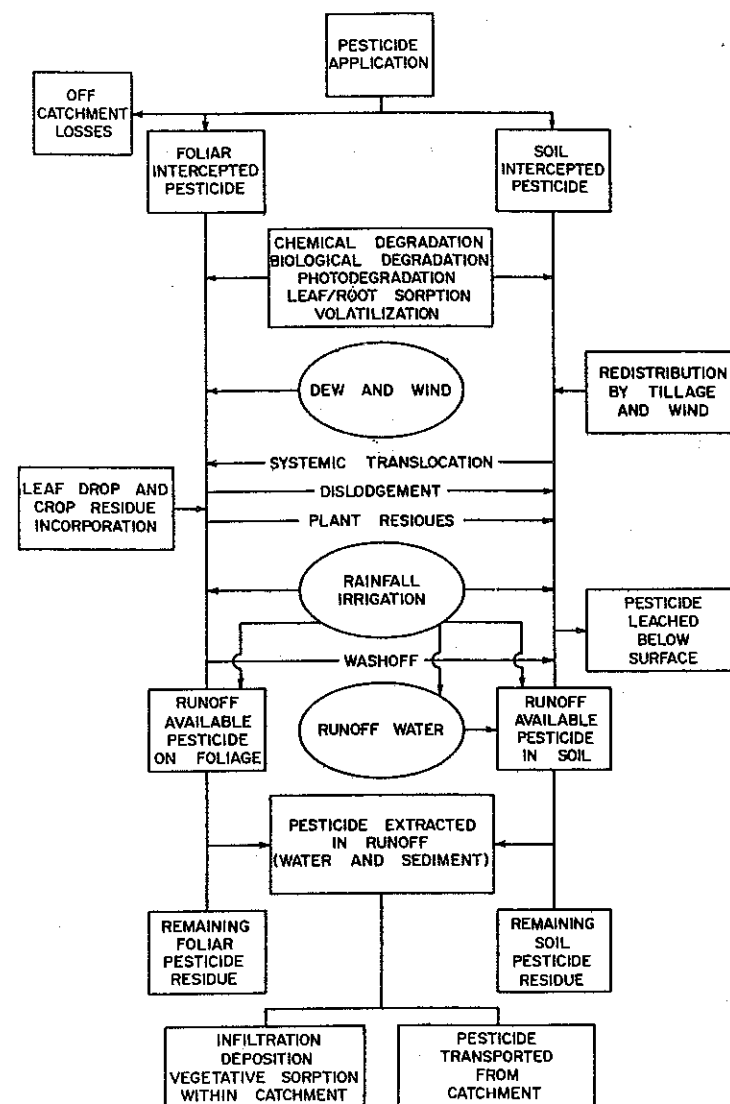 PESTICIDE
APPLICATION
OFF
CATCHMENT
LOSSES
FOLIAR
INTERCEPTED
PESTICIDE
SOIL
INTERCEPTED
PESTICIDE
CHEMICAL DEGRADATION
BIOLOGICAL DEGRADATION
PHOTODEGRADATION
LEAF/ROOT SORPTION
VOLATILIZATION
DEW AND WIND
REDISTRIBUTION
BY TILLAGE
AND WIND
SYSTEMIC TRANSLOCATION
LEAF DROP AND
CROP RESIDUE
INCORPORATION
DISLODGEMENT
PLANT RESIDUES
RAINFALL
IRRIGATION
PESTICIDE
LEACHED
BELOW
SURFACE
WASHOFF
RUNOFF
AVAILABLE
PESTICIDE
ON FOLIAGE
RUNOFF WATER
RUNOFF
AVAILABLE
PESTICIDE
IN SOIL
PESTICIDE EXTRACTED
IN RUNOFF
(WATER AND SEDIMENT)
REMAINING
FOLIAR
PESTICIDE
RESIDUE
REMAINING
SOIL
PESTICIDE
RESIDUE
INFILTRATION
DEPOSITION
VEGETATIVE SORPTION
WITHIN CATCHMENT
PESTICIDE
TRANSPORTED
FROM
CATCHMENT